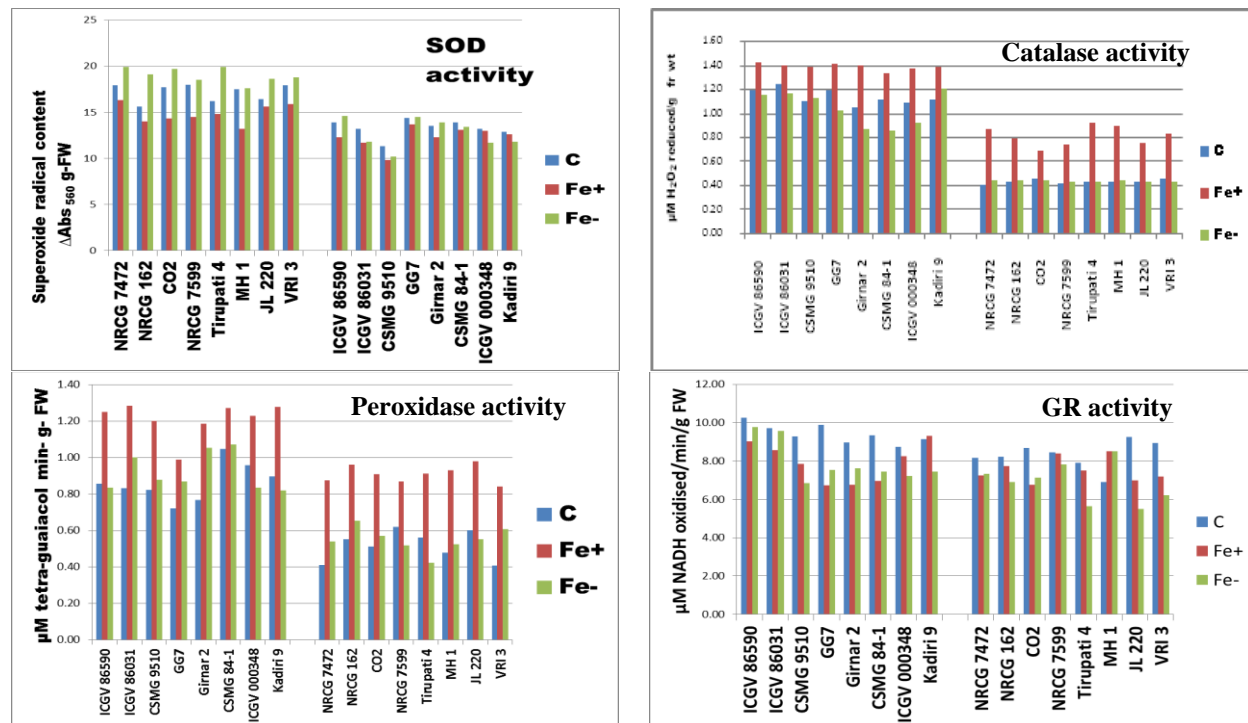 SOD
activity
Superoxide radical content
ΔAbs560 g-FW
25
20
15
10
5
0
C
Fe+
Fe-
NRCG 7472
NRCG 162
CO2
NRCG 7599
Tirupati 4
MH 1
JL 220
VRI 3
ICGV 86590
ICGV 86031
CSMG 9510
GG7
Girnar 2
CSMG 84-1
ICGV 000348
Kadiri 9
Catalase activity
µM H2O2 reduced/g fr wt
1.60
1.40
1.20
1.00
0.80
0.60
0.40
0.20
0.00
C
Fe+
Fe-
ICGV 86590
ICGV 86031
CSMG 9510
GG7
Girnar 2
CSMG 84-1
ICGV 000348
Kadiri 9
NRCG 7472
NRCG 162
CO2
NRCG 7599
Tirupati 4
MH 1
JL 220
VRI 3
Peroxidase activity
µM tetra-guaiacol min- g- FW
1.40
1.20
1.00
0.80
0.60
0.40
0.20
0.00
C
Fe+
Fe-
ICGV 86590
ICGV 86031
CSMG 9510
GG7
Girnar 2
CSMG 84-1
ICGV 000348
Kadiri 9
NRCG 7472
NRCG 162
CO2
NRCG 7599
Tirupati 4
MH 1
JL 220
VRI 3
GR activity
µM NADH oxidised/min/g FW
12.00
10.00
8.00
6.00
4.00
2.00
0.00
C
Fe+
Fe-
ICGV 86590
ICGV 86031
CSMG 9510
GG7
Girnar 2
CSMG 84-1
ICGV 000348
Kadiri 9
NRCG 7472
NRCG 162
CO2
NRCG 7599
Tirupati 4
MH 1
JL 220
VRI 3